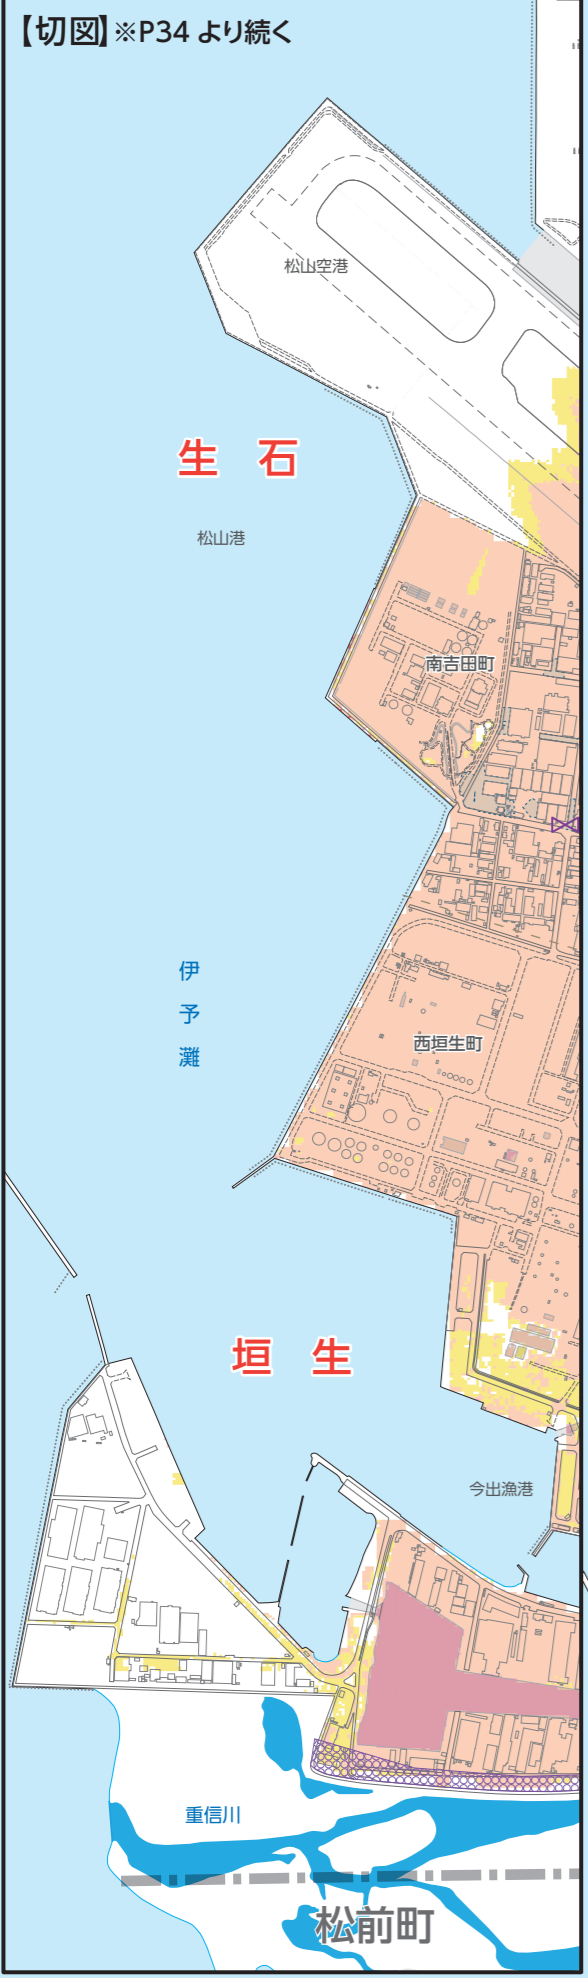 【切図】※P34 より続く
松山空港
生石
松山港
南吉田町
伊予灘
西垣生町
垣生
今出漁港
重信川
松前町